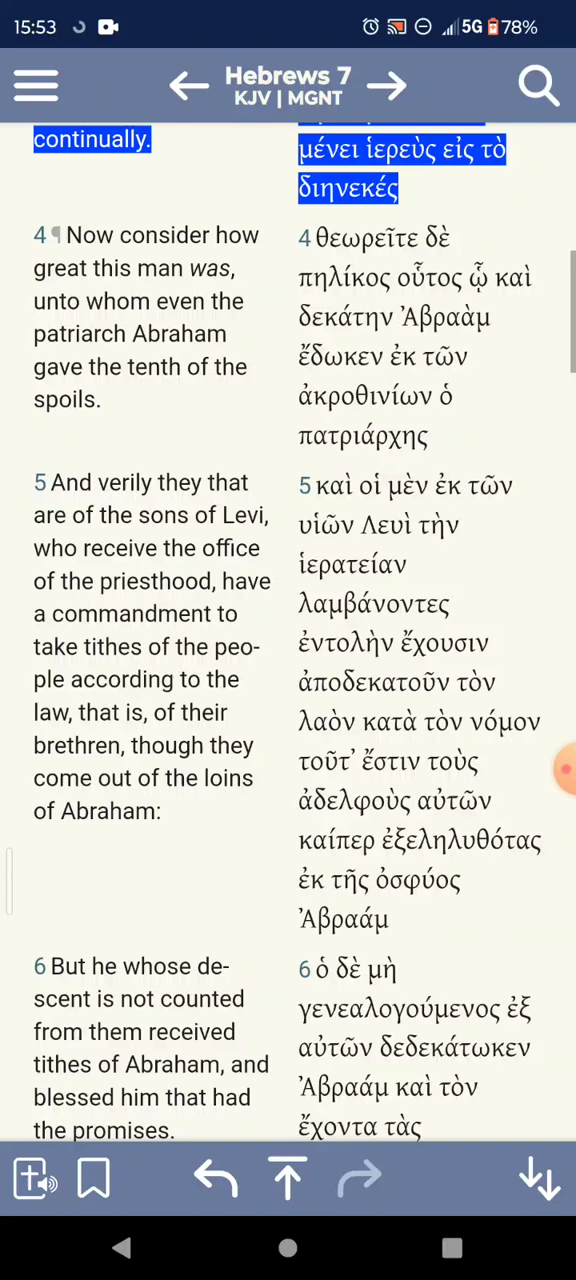 15:53
5G 78%
Hebrews 7
KJV | MGNT
continually.
μένει ἱερεὺς εἰς τὸ
διηνεκές
4 ¶ Now consider how
great this man was,
unto whom even the
patriarch Abraham
gave the tenth of the
spoils.
4 θεωρεῖτε δὲ
πηλίκος οὗτος ᾧ καὶ
δεκάτην Ἀβραὰμ
ἔδωκεν ἐκ τῶν
ἀκροθινίων ὁ
πατριάρχης
5 And verily they that
are of the sons of Levi,
who receive the office
of the priesthood, have
a commandment to
take tithes of the peo-
ple according to the
law, that is, of their
brethren, though they
come out of the loins
of Abraham:
5 καὶ οἱ μὲν ἐκ τῶν
υἱῶν Λευὶ τὴν
ἱερατείαν
λαμβάνοντες
ἐντολὴν ἔχουσιν
ἀποδεκατοῦν τὸν
λαὸν κατὰ τὸν νόμον
τοῦτ’ ἔστιν τοὺς
ἀδελφοὺς αὐτῶν
καίπερ ἐξεληλυθότας
ἐκ τῆς ὀσφύος
Ἀβραάμ
6 But he whose de-
scent is not counted
from them received
tithes of Abraham, and
blessed him that had
the promises.
6 ὁ δὲ μὴ
γενεαλογούμενος ἐξ
αὐτῶν δεδεκάτωκεν
Ἀβραάμ καὶ τὸν
ἔχοντα τὰς